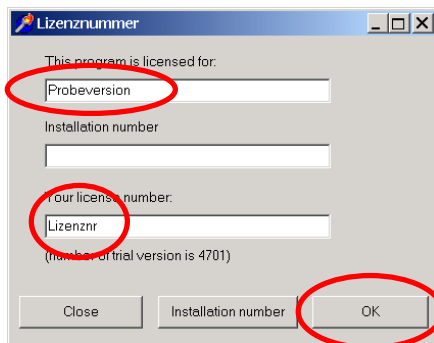 Lizenznummer
This program is licensed for:
Probeversion
Installation number
Your license number:
Lizenznr
(number of trial version is 4701)
Close Installation number OK